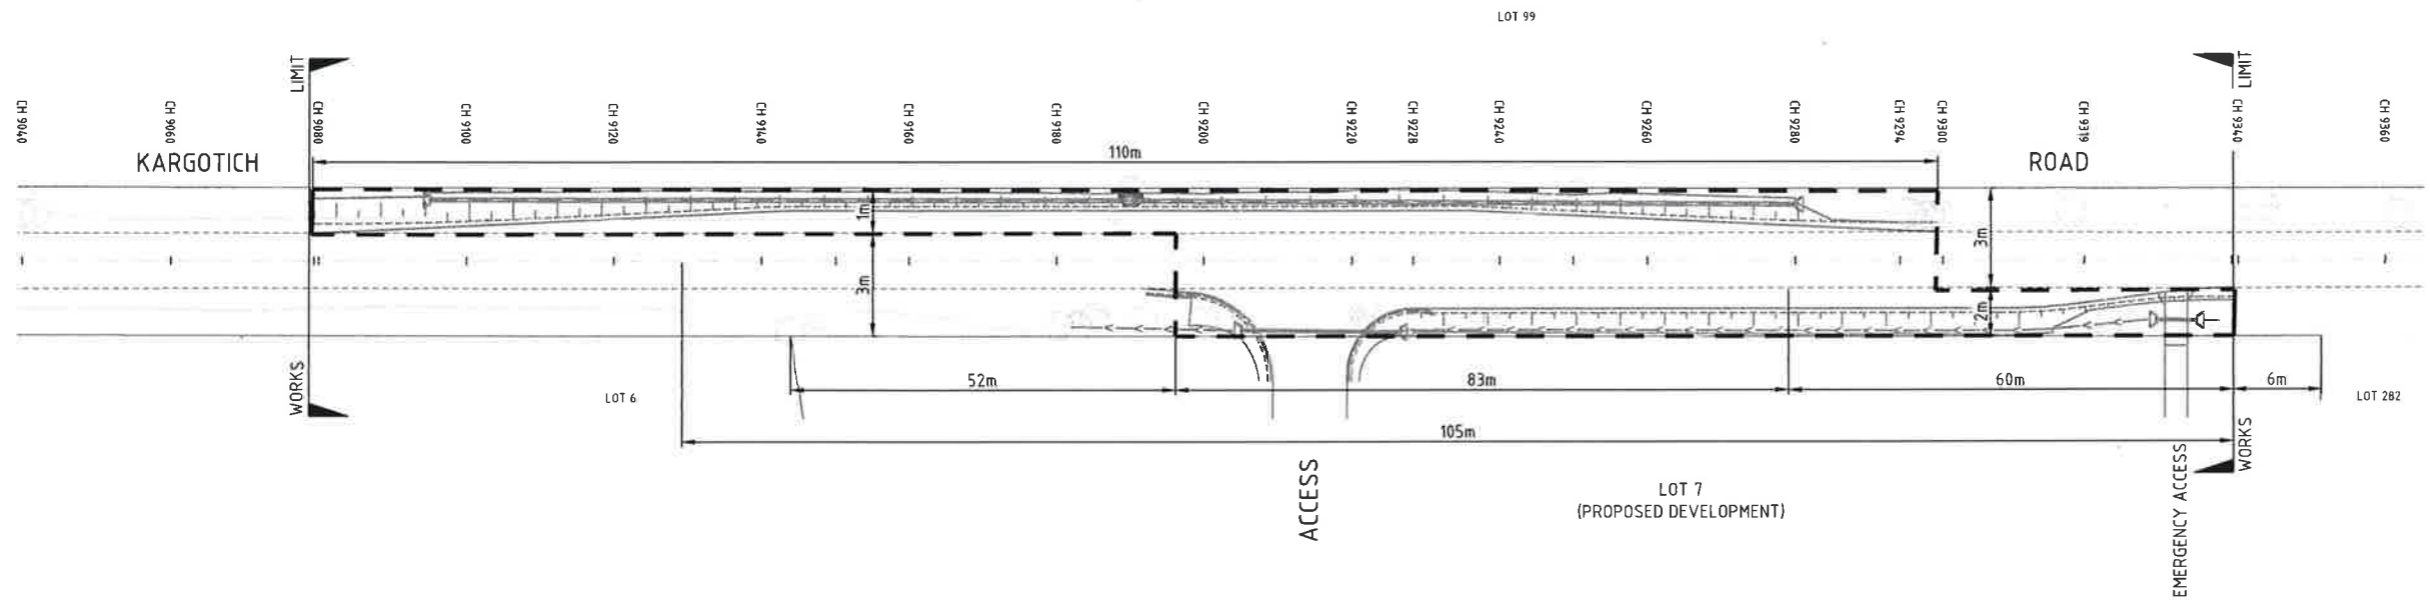 LOT 99
LIMIT
LIMIT
CH 9040
CH 9060
CH 9080
CH 9100
CH 9120
CH 9140
CH 9160
CH 9180
CH 9200
CH 9220
CH 9228
CH 9240
CH 9260
CH 9280
CH 9294
CH 9300
CH 9319
CH 9340
CH 9360
KARGOTICH
110m
ROAD
1m
3m
3m
2m
WORKS
LOT 6
52m
83m
60m
6m
LOT 282
105m
WORKS
ACCESS
LOT 7
(PROPOSED DEVELOPMENT)
EMERGENCY ACCESS